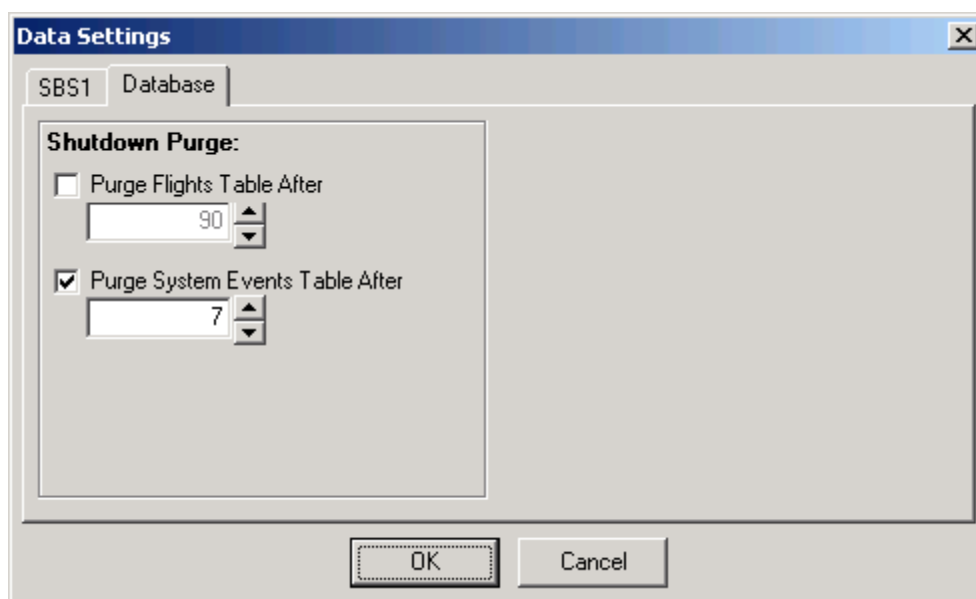 Data Settings
SBS1 Database
Shutdown Purge:
Purge Flights Table After
90
Purge System Events Table After
7
OK Cancel